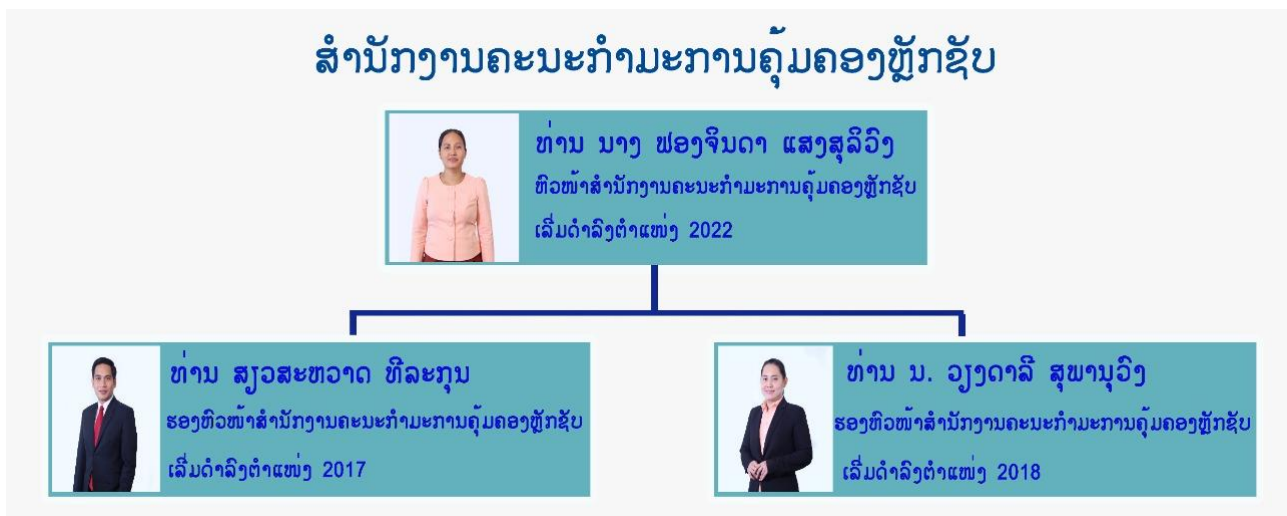 ສຳນັກງານຄະນະກຳມະການຄຸ້ມຄອງຫຼັກຊັບ
ທ່ານ ນາງ ຟອງຈິນດາ ແສງສຸລິວົງ
ຫົວໜ້າສຳນັກງານຄະນະກຳມະການຄຸ້ມຄອງຫຼັກຊັບ
ເລີ່ມດຳລົງຕຳແໜ່ງ 2022
ທ່ານ ສຽວສະຫວາດ ທີລະກຸນ
ຮອງຫົວໜ້າສຳນັກງານຄະນະກຳມະການຄຸ້ມຄອງຫຼັກຊັບ
ເລີ່ມດຳລົງຕຳແໜ່ງ 2017
ທ່ານ ນ. ວຽງດາລີ ສຸພານຸວົງ
ຮອງຫົວໜ້າສຳນັກງານຄະນະກຳມະການຄຸ້ມຄອງຫຼັກຊັບ
ເລີ່ມດຳລົງຕຳແໜ່ງ 2018